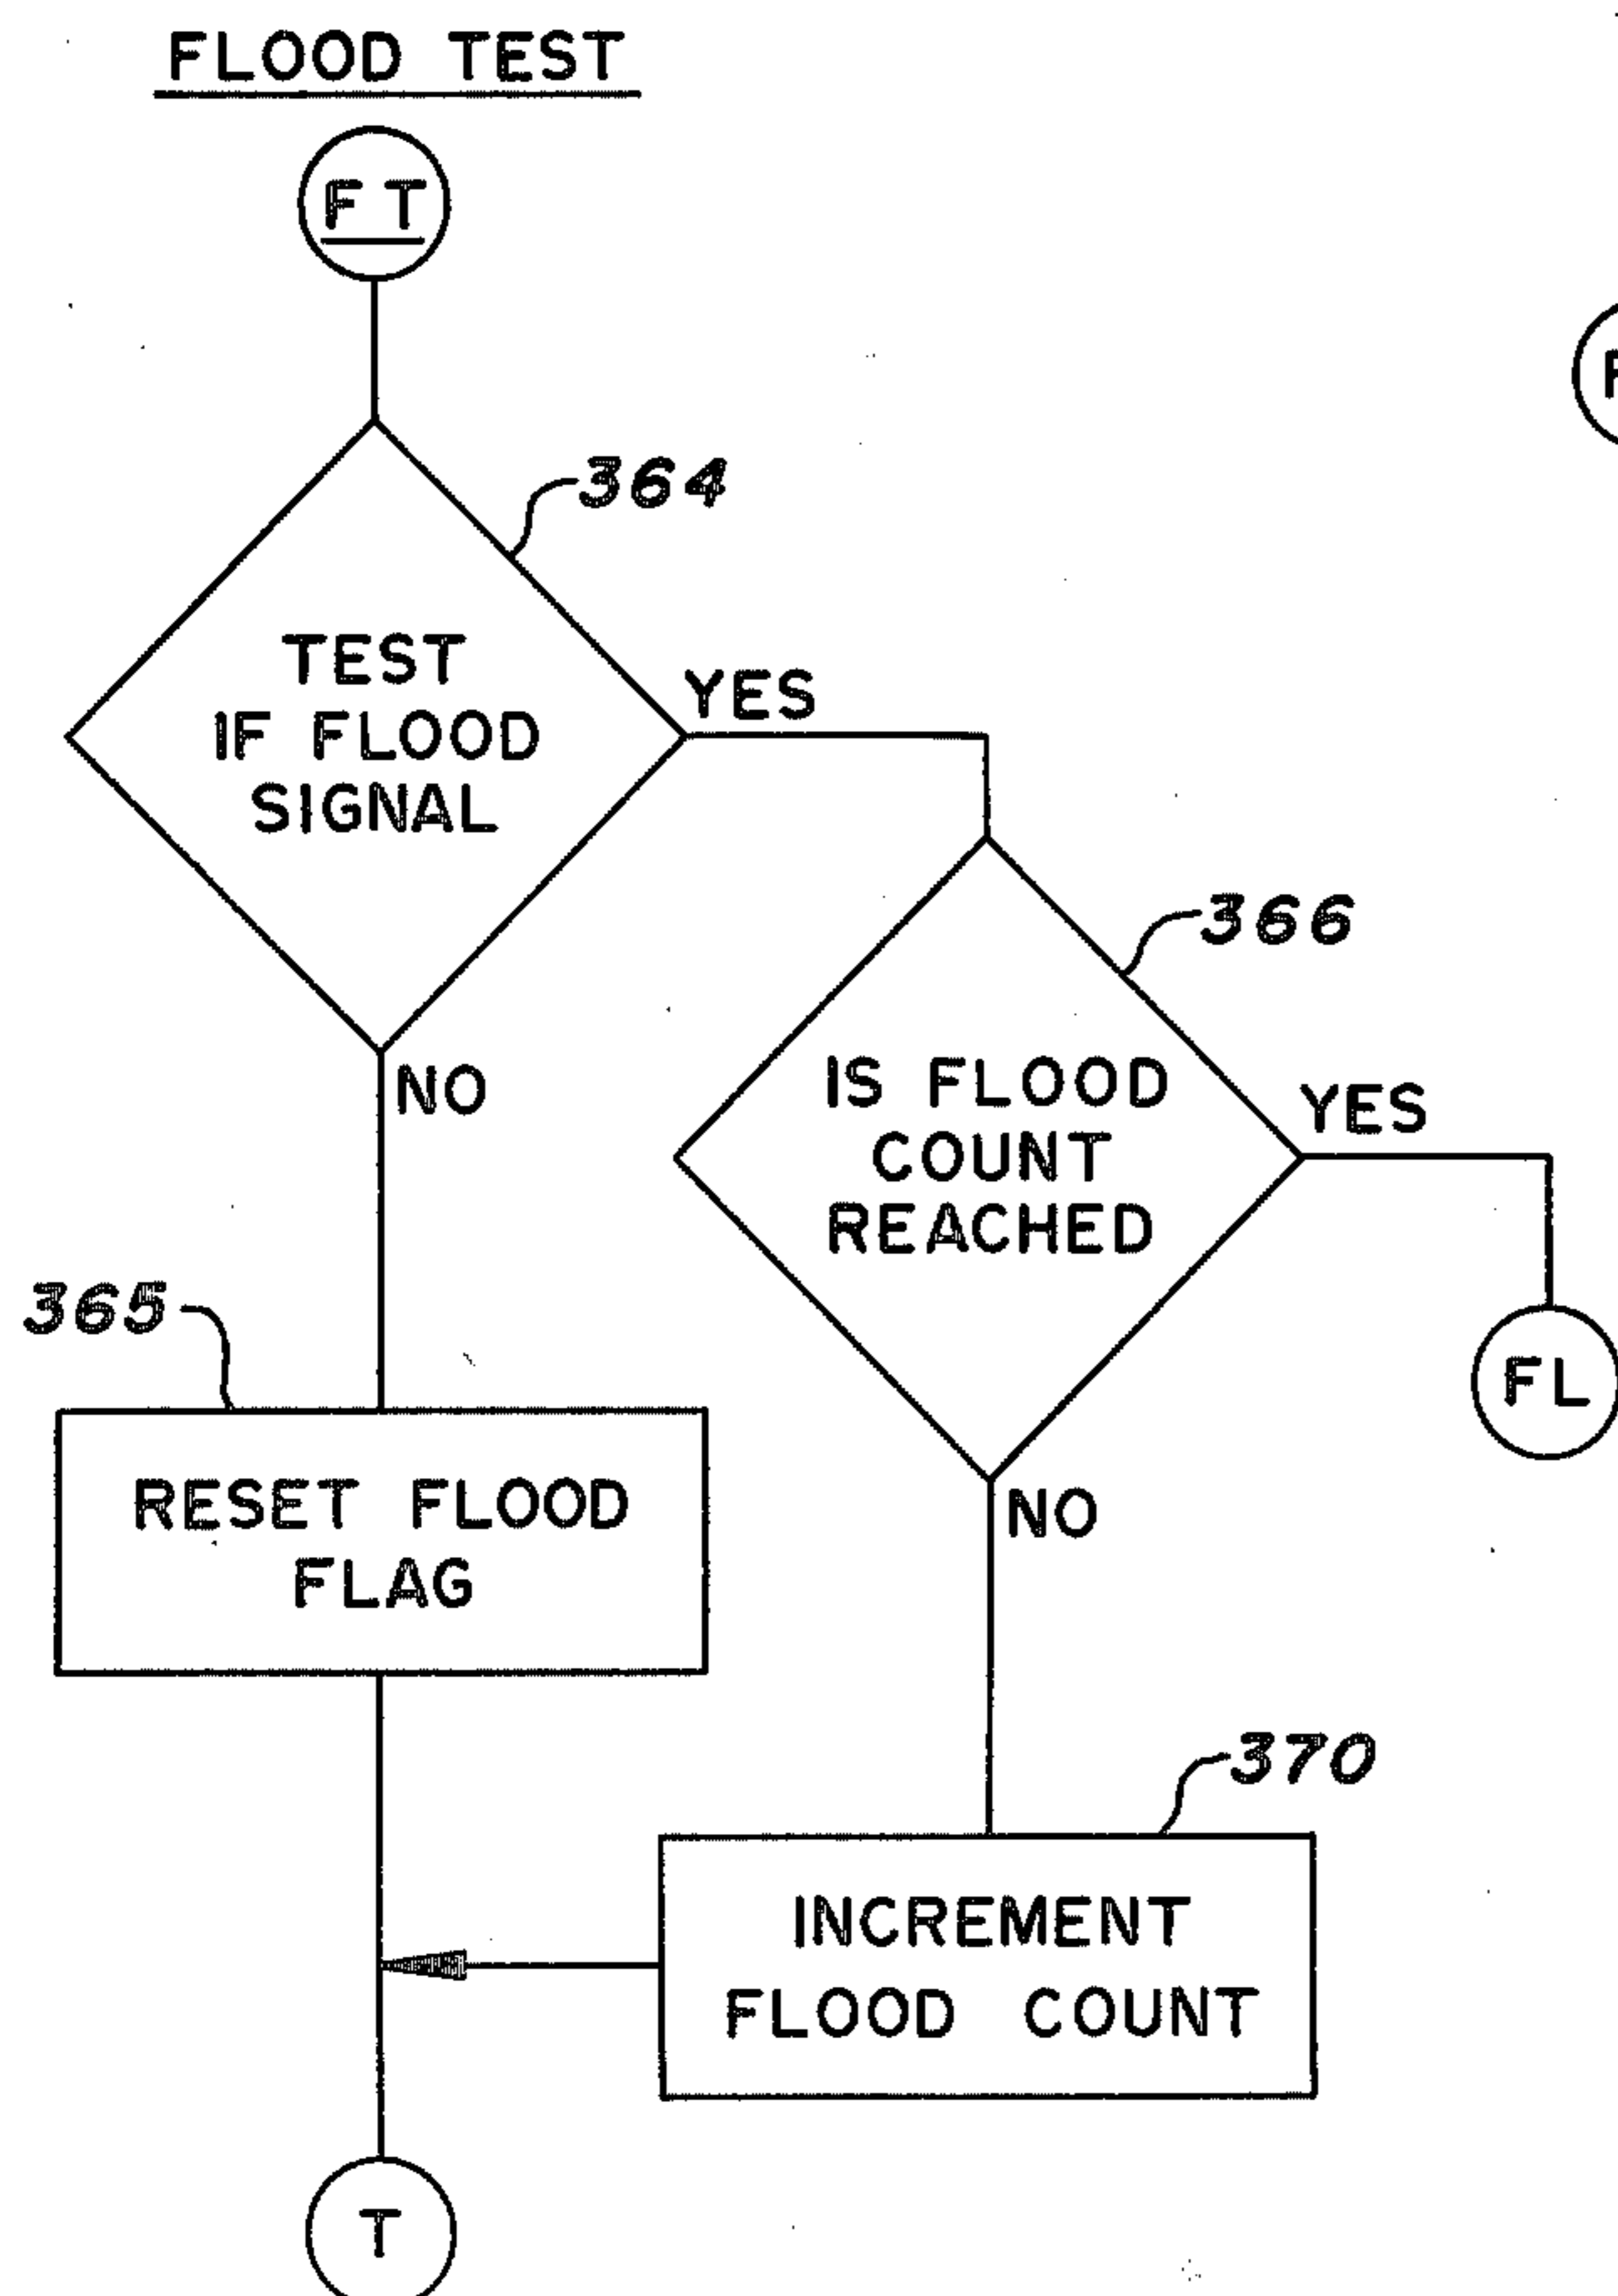 FLOOD TEST
FT
364
TEST
IF FLOOD
SIGNAL
YES
NO
366
IS FLOOD
COUNT
REACHED
YES
NO
FL
365
RESET FLOOD
FLAG
370
INCREMENT
FLOOD COUNT
T